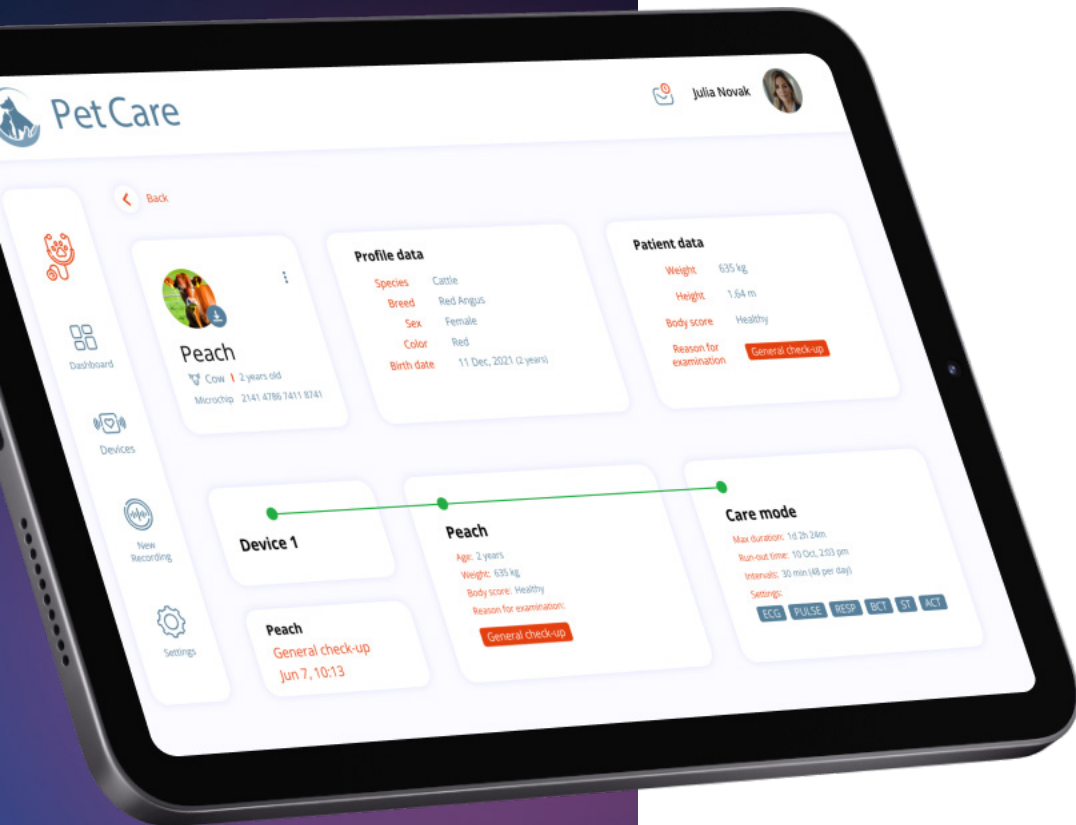 PetCare
Julia Novak
Back
Dashboard
Devices
New
Recording
Settings
Peach
Cow | 2 years old
Microchip 2141 4786 7411 8741
Profile data
Species Cattle
Breed Red Angus
Sex Female
Color Red
Birth date 11 Dec, 2021 (2 years)
Patient data
Weight 635 kg
Height 1,64 m
Body score Healthy
Reason for
examination General check-up
Device 1
Peach
General check-up
Jun 7, 10:13
Peach
Age: 2 years
Weight: 635 kg
Body score: Healthy
Reason for examination:
General check-up
Care mode
Max duration: 1d 2h 24m
Run-out time: 10 Oct, 2:03 pm
Intervals: 30 min (48 per day)
Settings:
ECG PULSE RESP BCT ST ACT